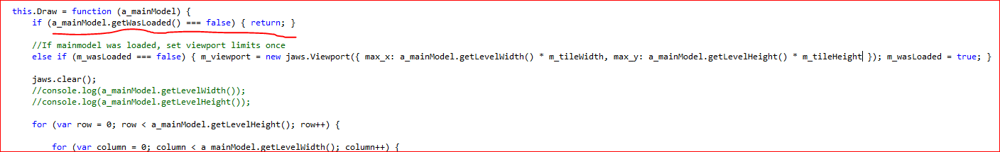 this.Draw = function (a_mainModel) {
if (a_mainModel.getWasLoaded() === false) { return; }
//If mainmodel was loaded, set viewport limits once
else if (m_wasLoaded === false) { m_viewport = new jaws.Viewport({ max_x: a_mainModel.getLevelWidth() * m_tileWidth, max_y: a_mainModel.getLevelHeight() * m_tileHeight }); m_wasLoaded = true; }
jaws.clear();
//console.log(a_mainModel.getLevelWidth());
//console.log(a_mainModel.getLevelHeight());
for (var row = 0; row < a_mainModel.getLevelHeight(); row++) {
for (var column = 0; column < a_mainModel.getLevelWidth(); column++) {